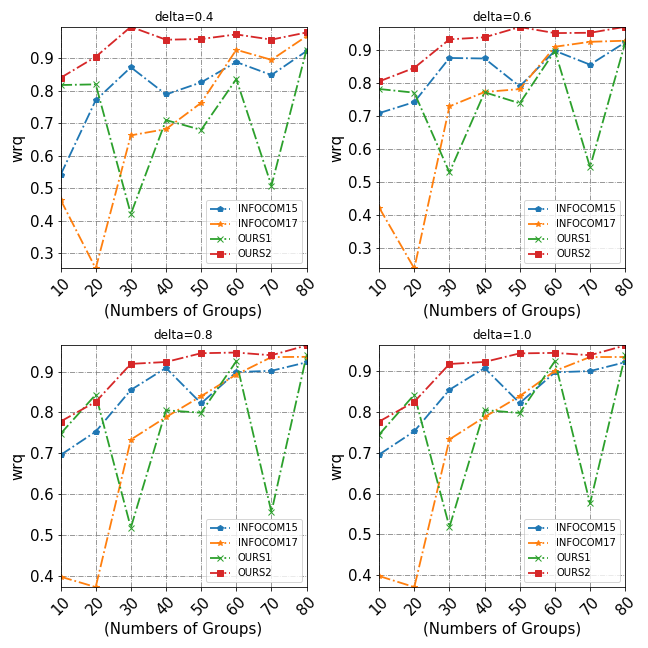 delta=0.4
wrq
0.9
0.8
0.7
0.6
0.5
0.4
0.3
INFOCOM15
INFOCOM17
OURS1
OURS2
10 20 30 40 50 60 70 80
(Numbers of Groups)
delta=0.6
wrq
0.9
0.8
0.7
0.6
0.5
0.4
0.3
INFOCOM15
INFOCOM17
OURS1
OURS2
10 20 30 40 50 60 70 80
(Numbers of Groups)
delta=0.8
wrq
0.9
0.8
0.7
0.6
0.5
0.4
INFOCOM15
INFOCOM17
OURS1
OURS2
10 20 30 40 50 60 70 80
(Numbers of Groups)
delta=1.0
wrq
0.9
0.8
0.7
0.6
0.5
0.4
INFOCOM15
INFOCOM17
OURS1
OURS2
10 20 30 40 50 60 70 80
(Numbers of Groups)